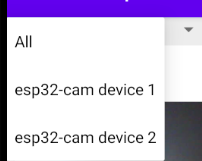 All
esp32-cam device 1
esp32-cam device 2